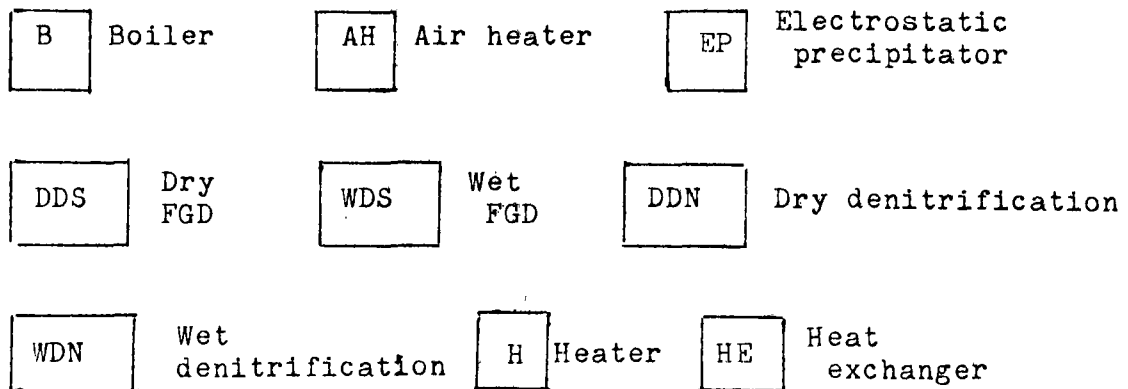 B Boiler AH Air heater EP Electrostatic
precipitator
DDS Dry
FGD WDS Wet
FGD DDN Dry denitrification
WDN Wet
denitrification H Heater HE Heat
exchanger